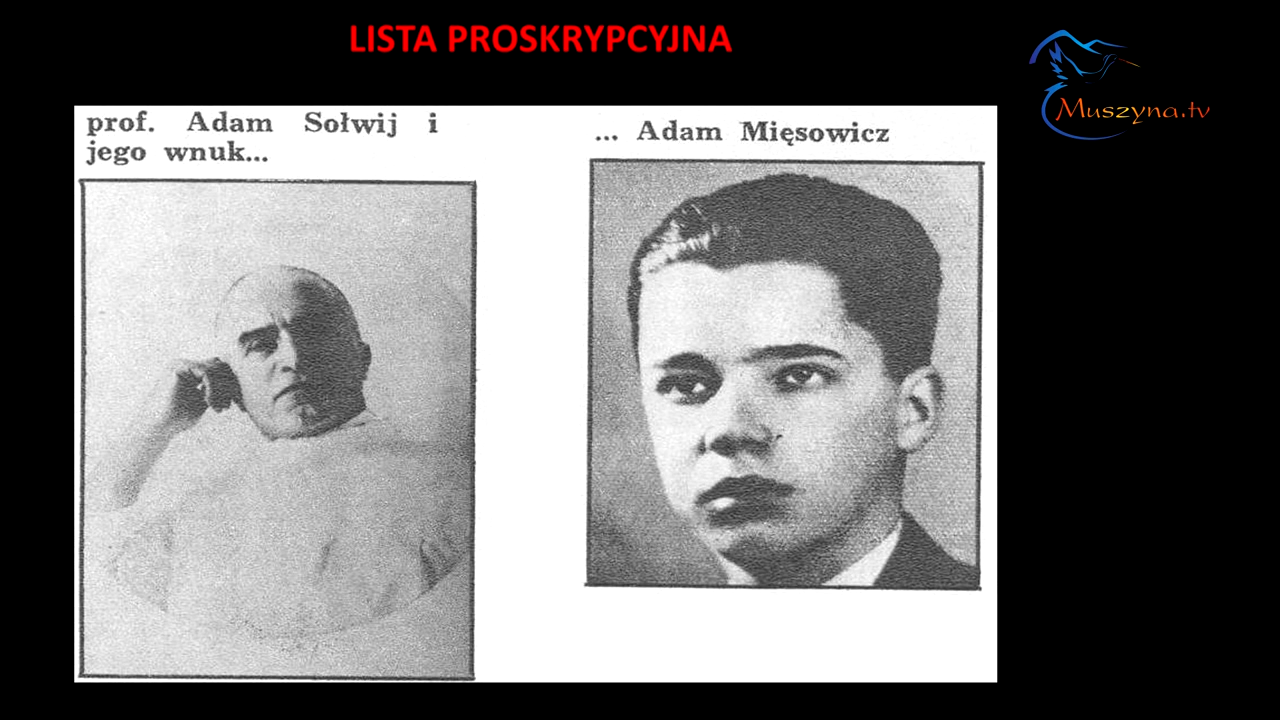 LISTA PROSKRYPCYJNA
Muszyna.tv
prof. Adam Sołwij i
jego wnuk...
... Adam Mięsowicz